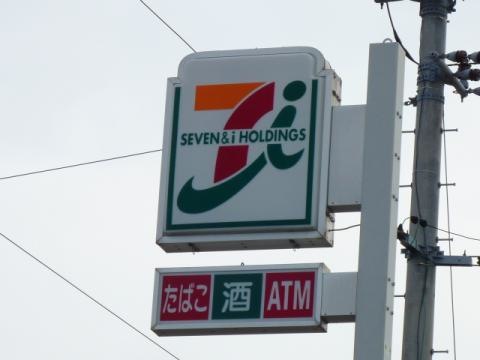 7i
SEVEN&i HOLDINGS
たばこ 酒 ATM